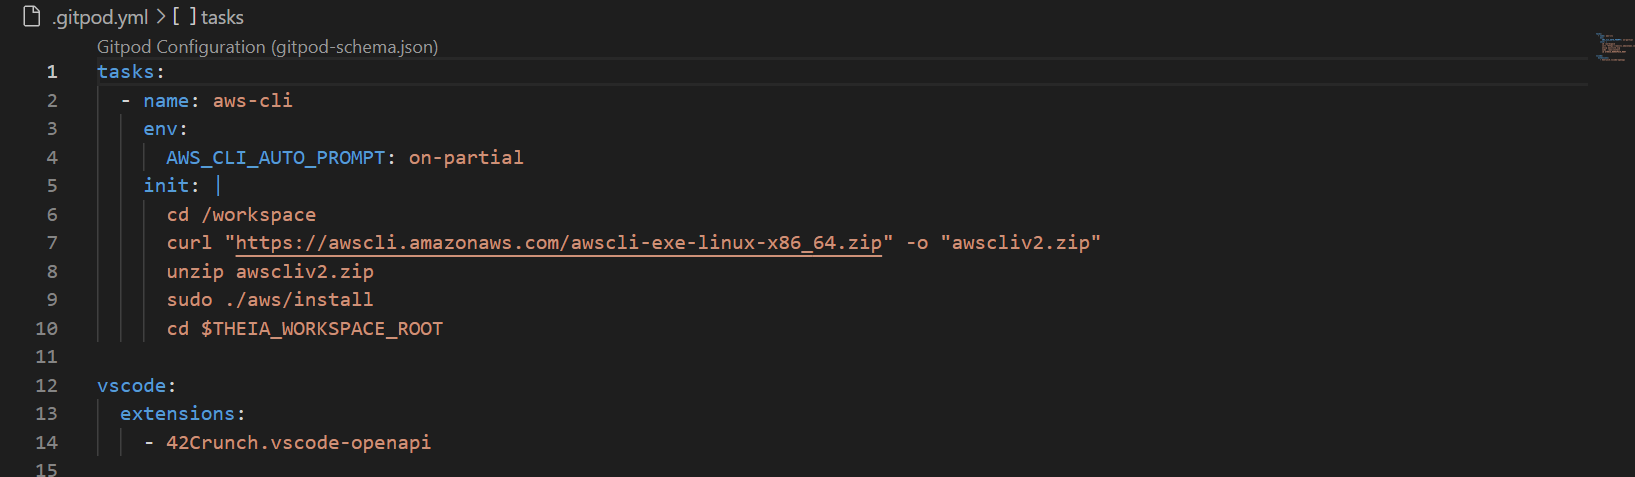 .gitpod.yml > [ ] tasks
Gitpod Configuration (gitpod-schema.json)
1 tasks:
2 - name: aws-cli
3 env:
4 AWS_CLI_AUTO_PROMPT: on-partial
5 init: |
6 cd /workspace
7 curl "https://awscli.amazonaws.com/awscli-exe-linux-x86_64.zip" -o "awscliv2.zip"
8 unzip awscliv2.zip
9 sudo ./aws/install
10 cd $THEIA_WORKSPACE_ROOT
11
12 vscode:
13 extensions:
14 - 42Crunch.vscode-openapi
15